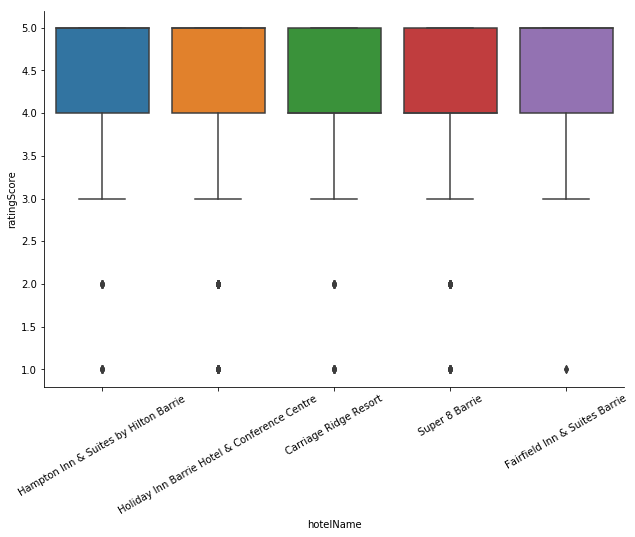 5.0
4.5
4.0
3.5
3.0
2.5
2.0
1.5
1.0
ratingScore
Hampton Inn & Suites by Hilton Barrie
Holiday Inn Barrie Hotel & Conference Centre
Carriage Ridge Resort
Super 8 Barrie
Fairfield Inn & Suites Barrie
hotelName